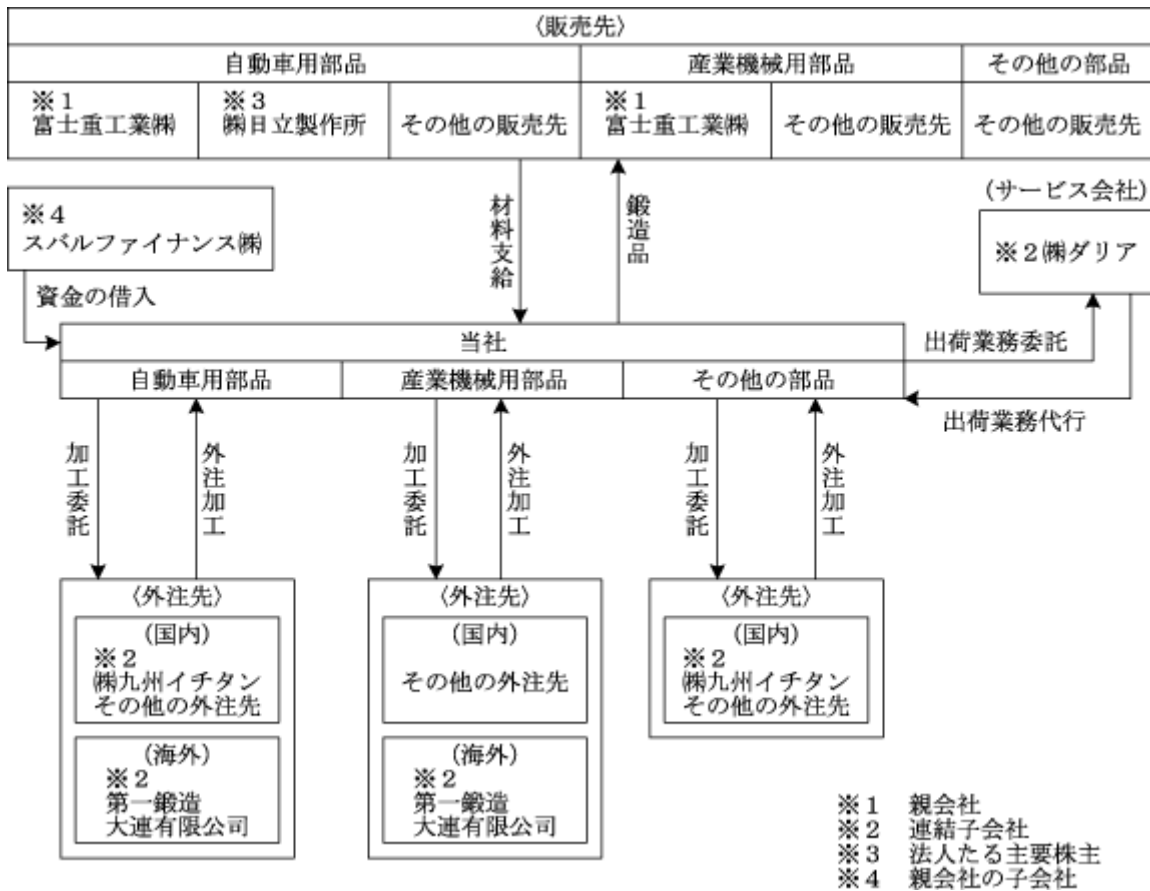 〈販売先〉
自動車用部品
産業機械用部品
その他の部品
※1
富士重工業㈱
※3
㈱日立製作所
その他の販売先
※1
富士重工業㈱
その他の販売先
その他の販売先
※4
スバルファイナンス㈱
資金の借入
材料支給
鍛造品
(サービス会社)
※2㈱ダリア
当社
自動車用部品
産業機械用部品
その他の部品
出荷業務委託
出荷業務代行
加工委託
外注加工
加工委託
外注加工
加工委託
外注加工
〈外注先〉
(国内)
※2
㈱九州イチタン
その他の外注先
(海外)
※2
第一鍛造
大連有限公司
〈外注先〉
(国内)
その他の外注先
(海外)
※2
第一鍛造
大連有限公司
〈外注先〉
(国内)
※2
㈱九州イチタン
その他の外注先
※1 親会社
※2 連結子会社
※3 法人たる主要株主
※4 親会社の子会社